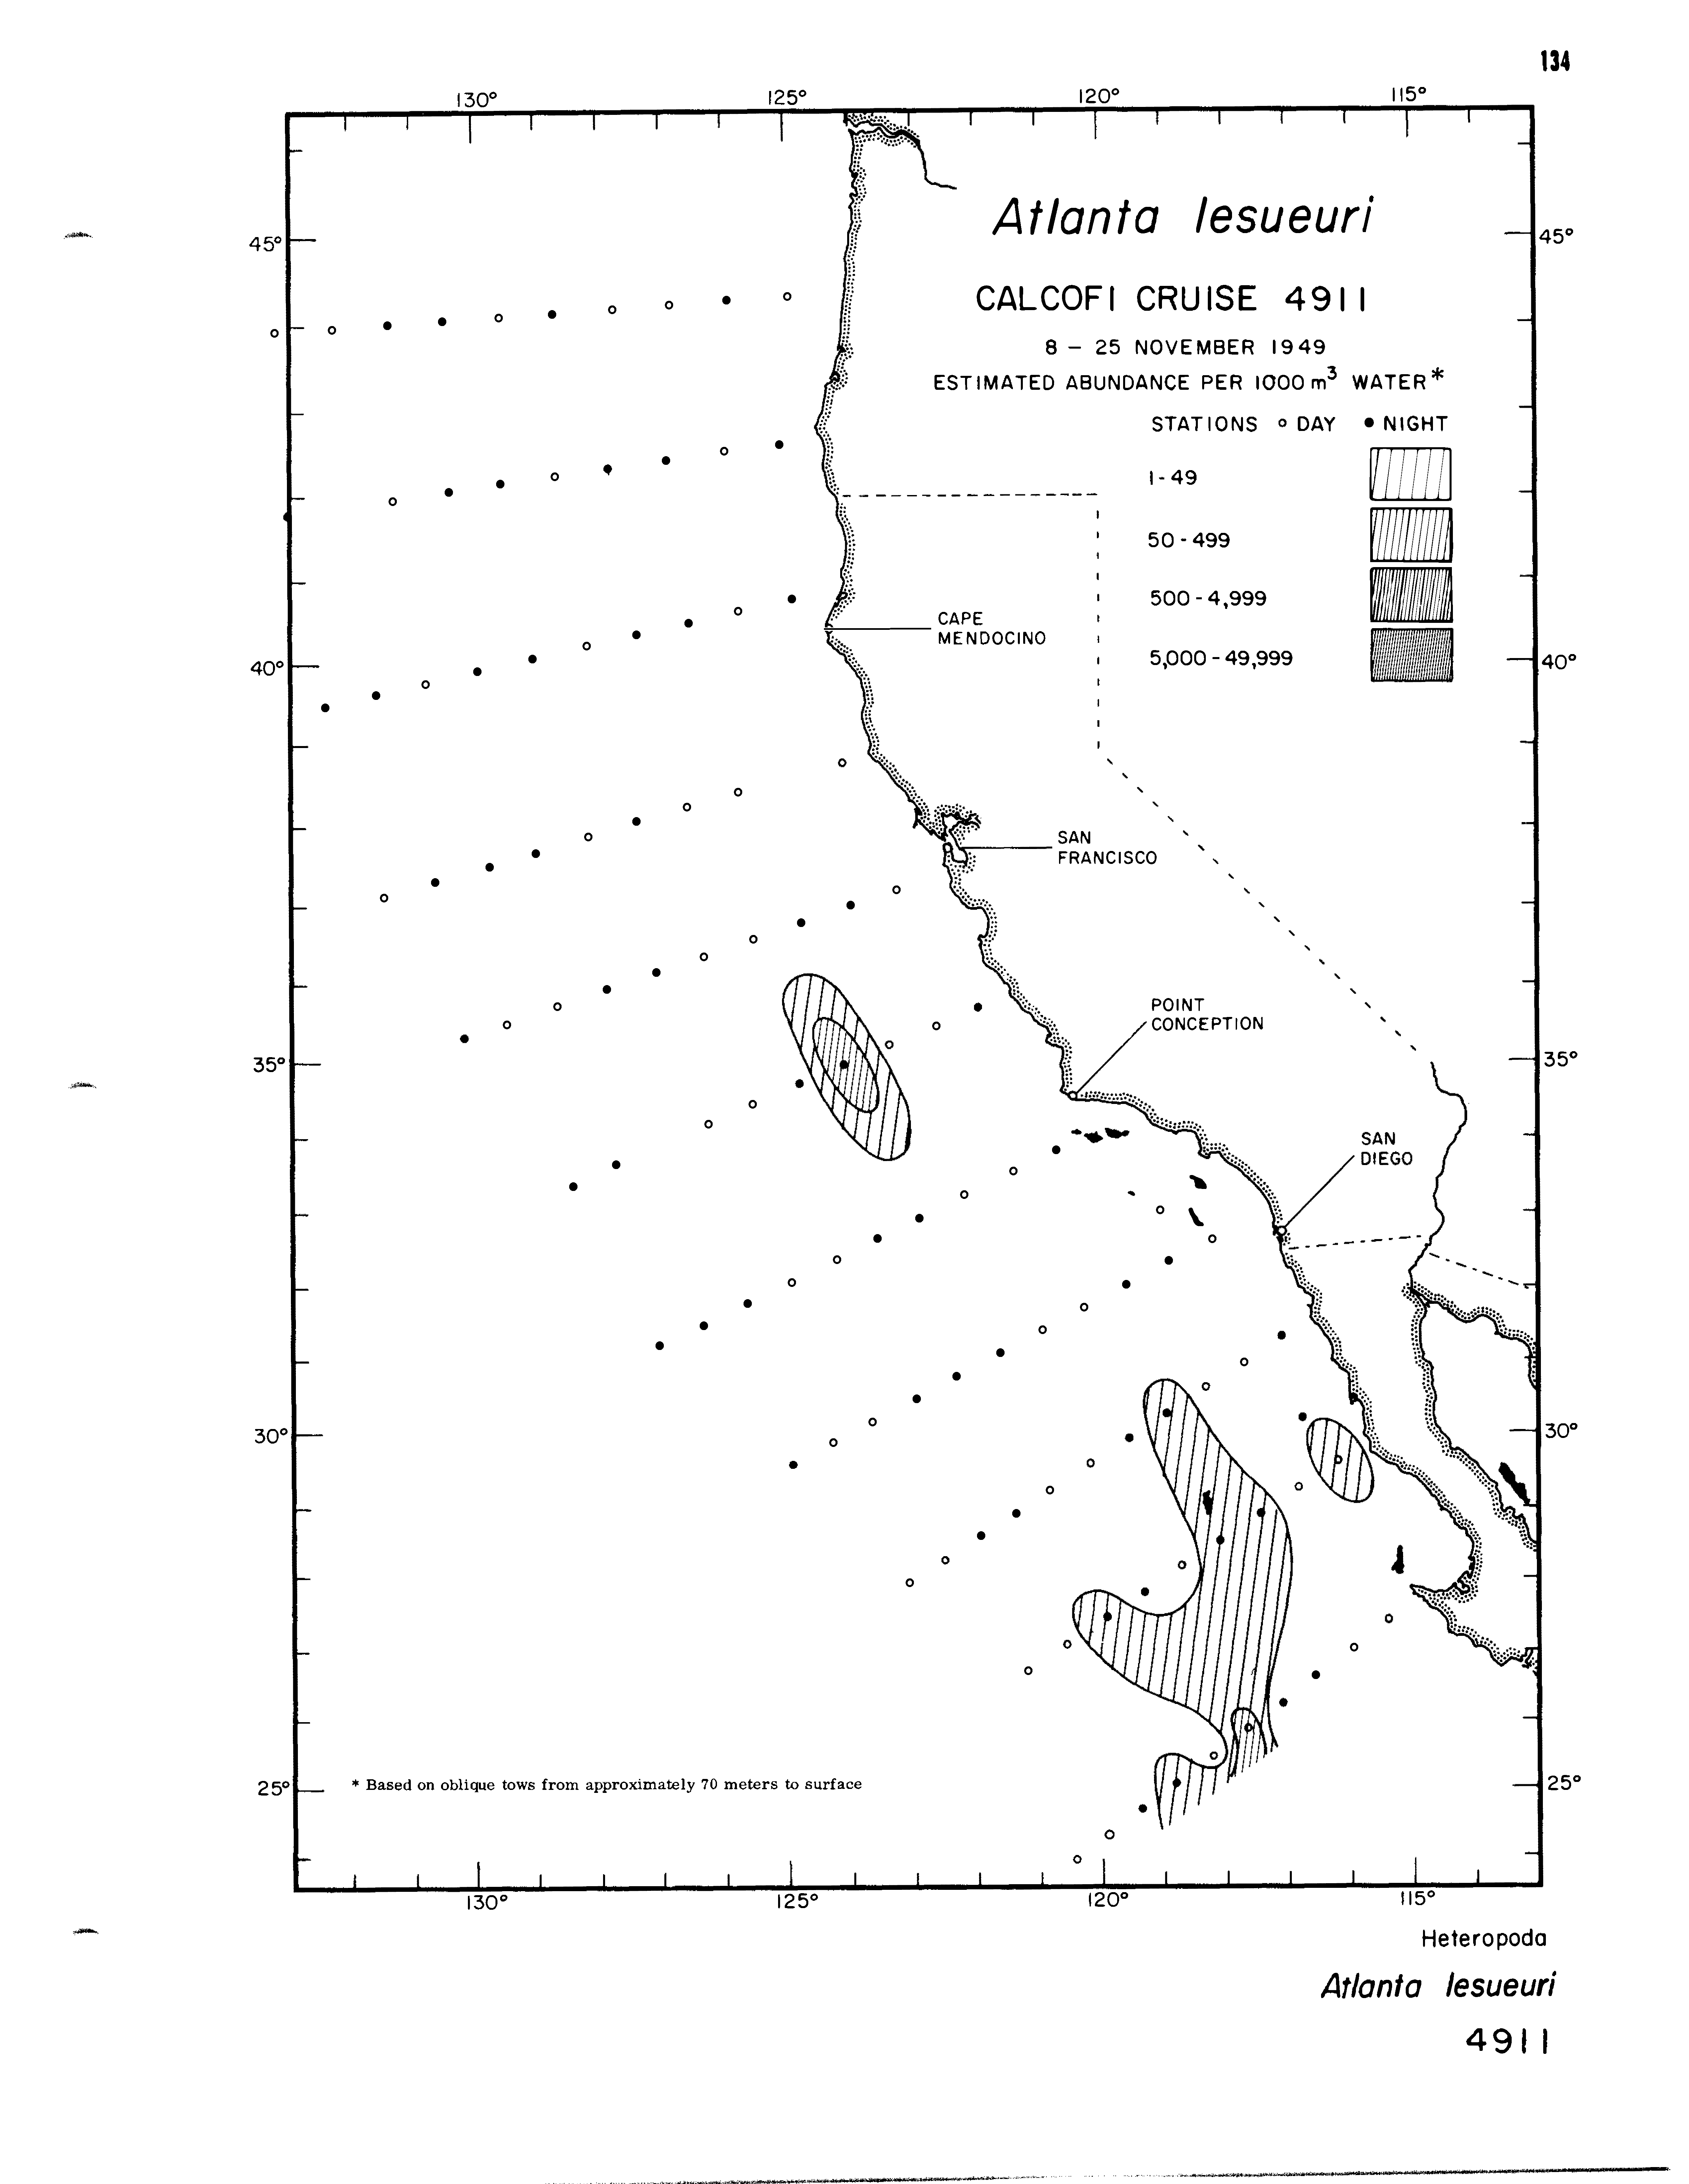 134
130° 125° 120° 115°
Atlanta lesueuri
45° 45°
CALCOFI CRUISE 4911
8 – 25 NOVEMBER 1949
ESTIMATED ABUNDANCE PER 1000 m³ WATER*
STATIONS ○ DAY ● NIGHT
1-49
50-499
500-4,999
5,000-49,999
CAPE
MENDOCINO
40° 40°
SAN
FRANCISCO
POINT
CONCEPTION
35° 35°
SAN
DIEGO
30° 30°
25° 25°
* Based on oblique tows from approximately 70 meters to surface
130° 125° 120° 115°
Heteropoda
Atlanta lesueuri
4911